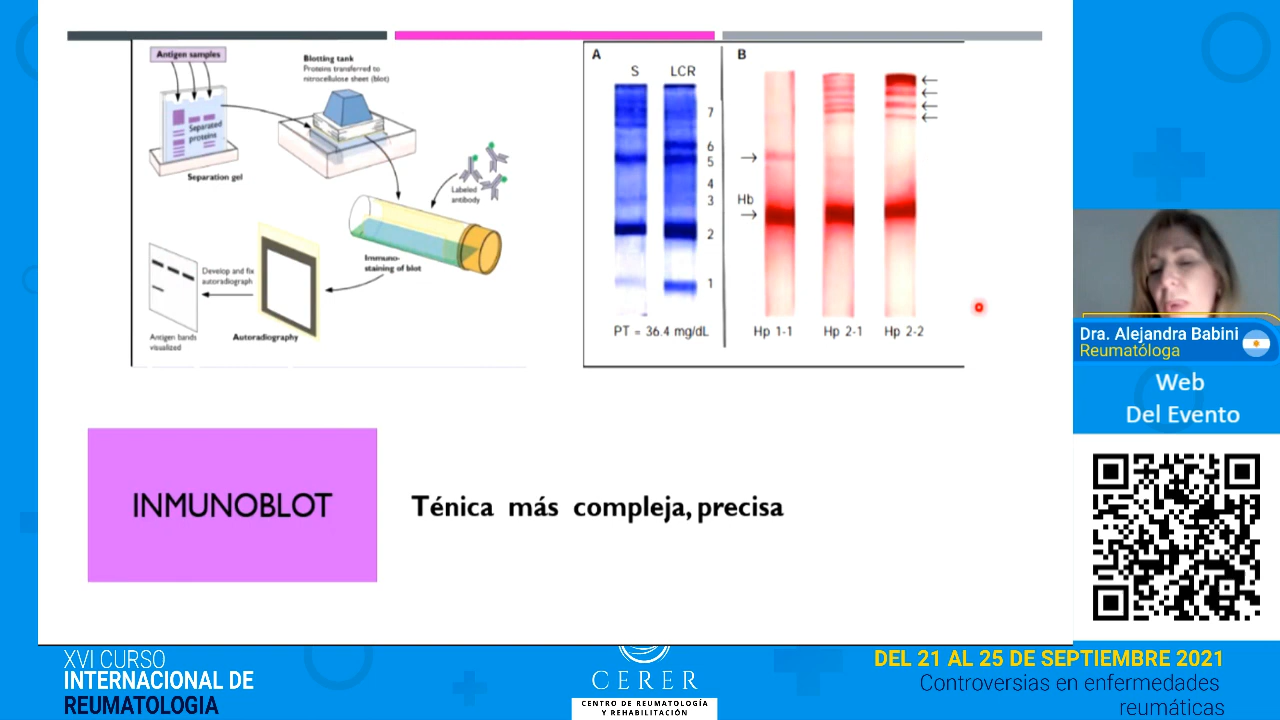 Antigen samples
Blotting tank
Proteins transferred to
nitrocellulose sheet (blot)
Separated
proteins
Separation gel
Labeled
antibody
Immuno-
staining of blot
Develop and fix
autoradiograph
Antigen bands
visualized
Autoradiography
A
S
LCR
7
6
5
4
3
2
1
PT = 36.4 mg/dL
B
Hb
Hp 1-1
Hp 2-1
Hp 2-2
INMUNOBLOT
Ténica más compleja, precisa
Dra. Alejandra Babini
Reumatóloga
Web
Del Evento
XVI CURSO
INTERNACIONAL DE
REUMATOLOGIA
CERER
CENTRO DE REUMATOLOGÍA
Y REHABILITACIÓN
DEL 21 AL 25 DE SEPTIEMBRE 2021
Controversias en enfermedades
reumáticas